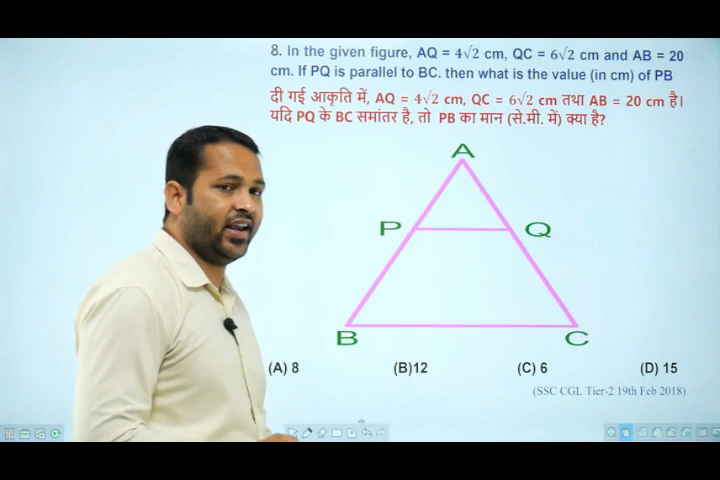 8. In the given figure, AQ = 4√2 cm, QC = 6√2 cm and AB = 20
cm. If PQ is parallel to BC. then what is the value (in cm) of PB
दी गई आकृति में, AQ = 4√2 cm, QC = 6√2 cm तथा AB = 20 cm है।
यदि PQ के BC समांतर है, तो PB का मान (से.मी. में) क्या है?
A
P
Q
B
C
(A) 8
(B)12
(C) 6
(D) 15
(SSC CGL Tier-2 19th Feb 2018)